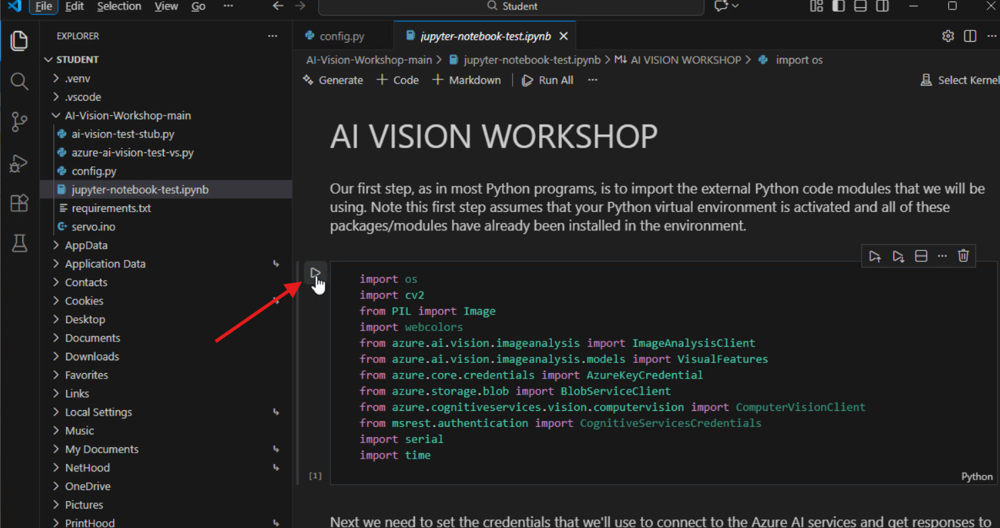 File Edit Selection View Go ··· Student
EXPLORER ···
STUDENT
.venv
.vscode
AI-Vision-Workshop-main
ai-vision-test-stub.py
azure-ai-vision-test-vs.py
config.py
jupyter-notebook-test.ipynb
requirements.txt
servo.ino
AppData
Application Data
Contacts
Cookies
Desktop
Documents
Downloads
Favorites
Links
Local Settings
Music
My Documents
NetHood
OneDrive
Pictures
PrintHood
config.py jupyter-notebook-test.ipynb
AI-Vision-Workshop-main > jupyter-notebook-test.ipynb > M↓ AI VISION WORKSHOP > import os
Generate + Code + Markdown Run All ··· Select Kernel
AI VISION WORKSHOP
Our first step, as in most Python programs, is to import the external Python code modules that we will be
using. Note this first step assumes that your Python virtual environment is activated and all of these
packages/modules have already been installed in the environment.
import os
import cv2
from PIL import Image
import webcolors
from azure.ai.vision.imageanalysis import ImageAnalysisClient
from azure.ai.vision.imageanalysis.models import VisualFeatures
from azure.core.credentials import AzureKeyCredential
from azure.storage.blob import BlobServiceClient
from azure.cognitiveservices.vision.computervision import ComputerVisionClient
from msrest.authentication import CognitiveServicesCredentials
import serial
import time
[1]
Python
Next we need to set the credentials that we'll use to connect to the Azure AI services and get responses to